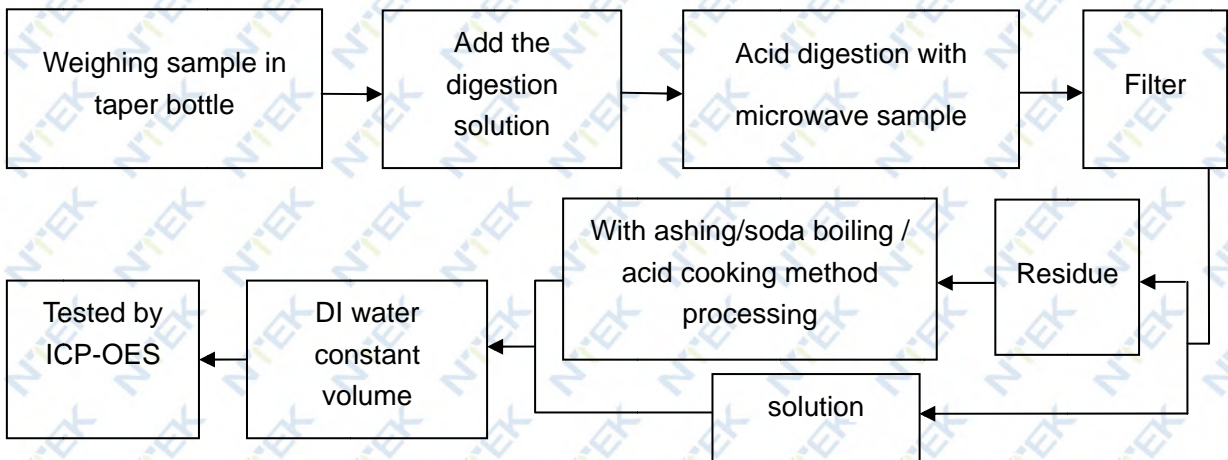 Weighing sample in
taper bottle
Add the
digestion
solution
Acid digestion with
microwave sample
Filter
With ashing/soda boiling /
acid cooking method
processing
Residue
Tested by
ICP-OES
DI water
constant
volume
solution
NTEK